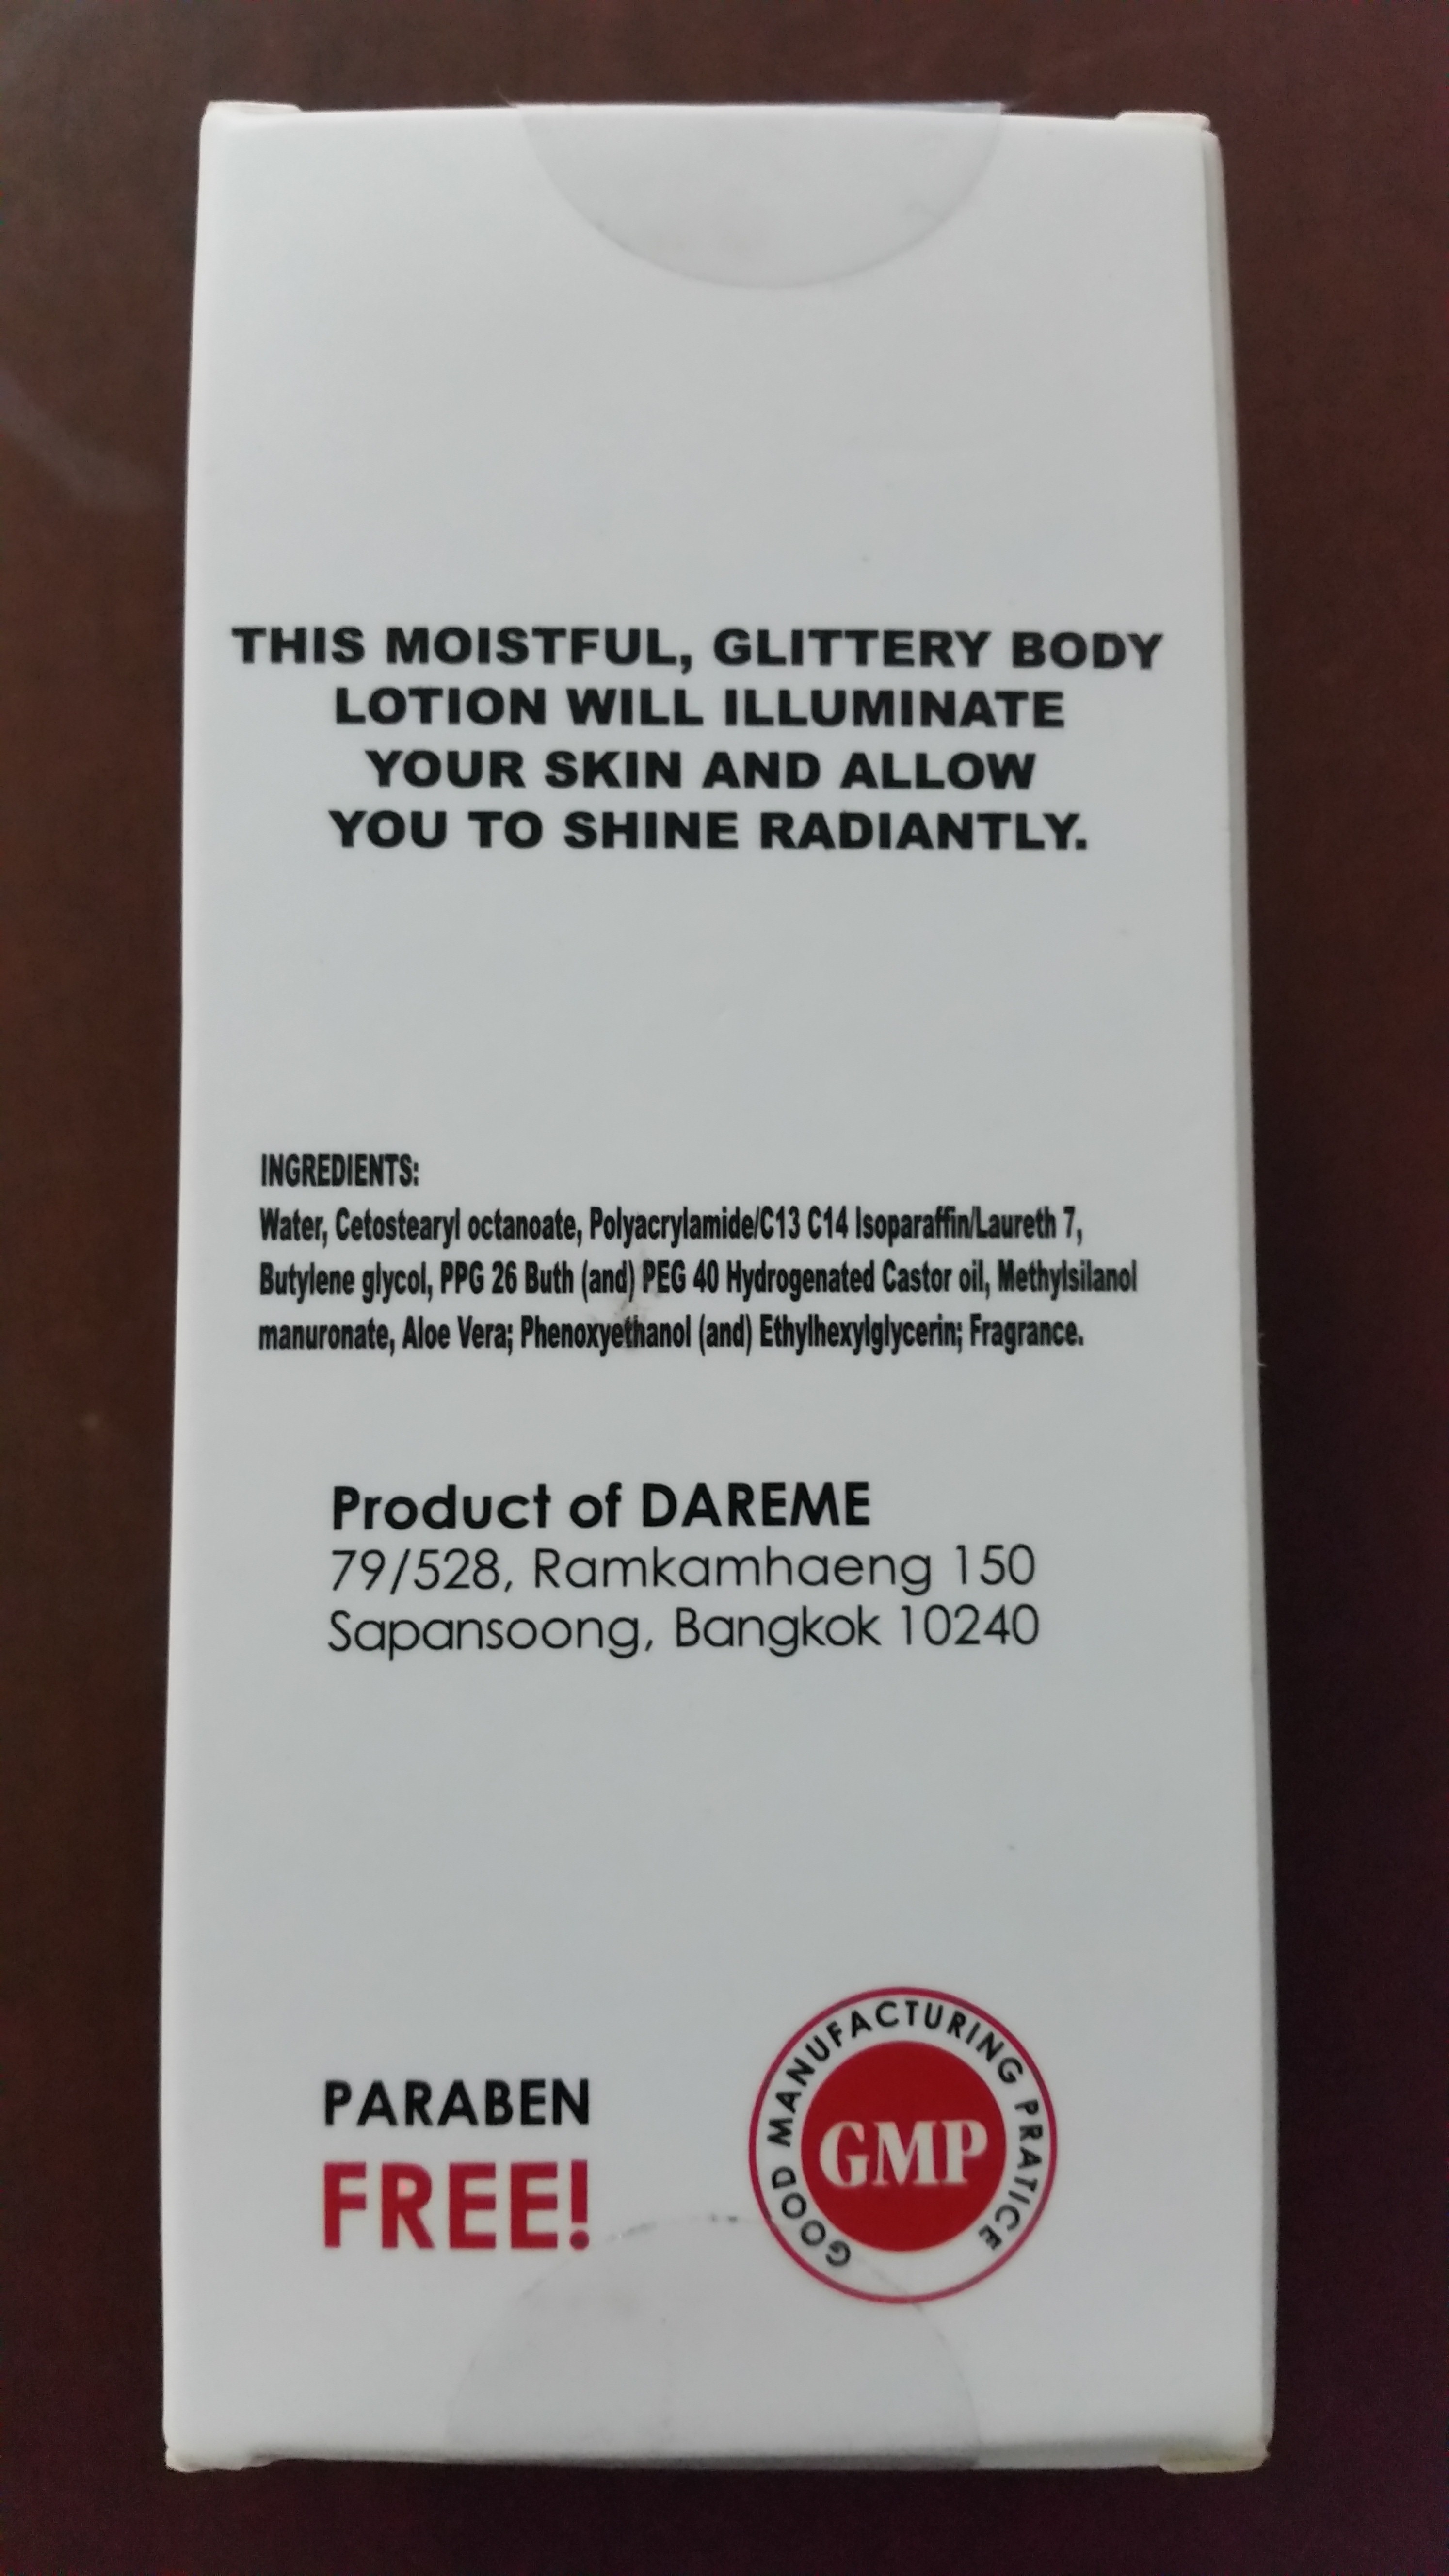 THIS MOISTFUL, GLITTERY BODY
LOTION WILL ILLUMINATE
YOUR SKIN AND ALLOW
YOU TO SHINE RADIANTLY.
INGREDIENTS:
Water, Cetostearyl octanoate, Polyacrylamide/C13 C14 Isoparaffin/Laureth 7,
Butylene glycol, PPG 26 Buth (and) PEG 40 Hydrogenated Castor oil, Methylsilanol
manuronate, Aloe Vera; Phenoxyethanol (and) Ethylhexylglycerin; Fragrance.
Product of DAREME
79/528, Ramkamhaeng 150
Sapansoong, Bangkok 10240
PARABEN
FREE!
GOOD MANUFACTURING PRATICE
GMP